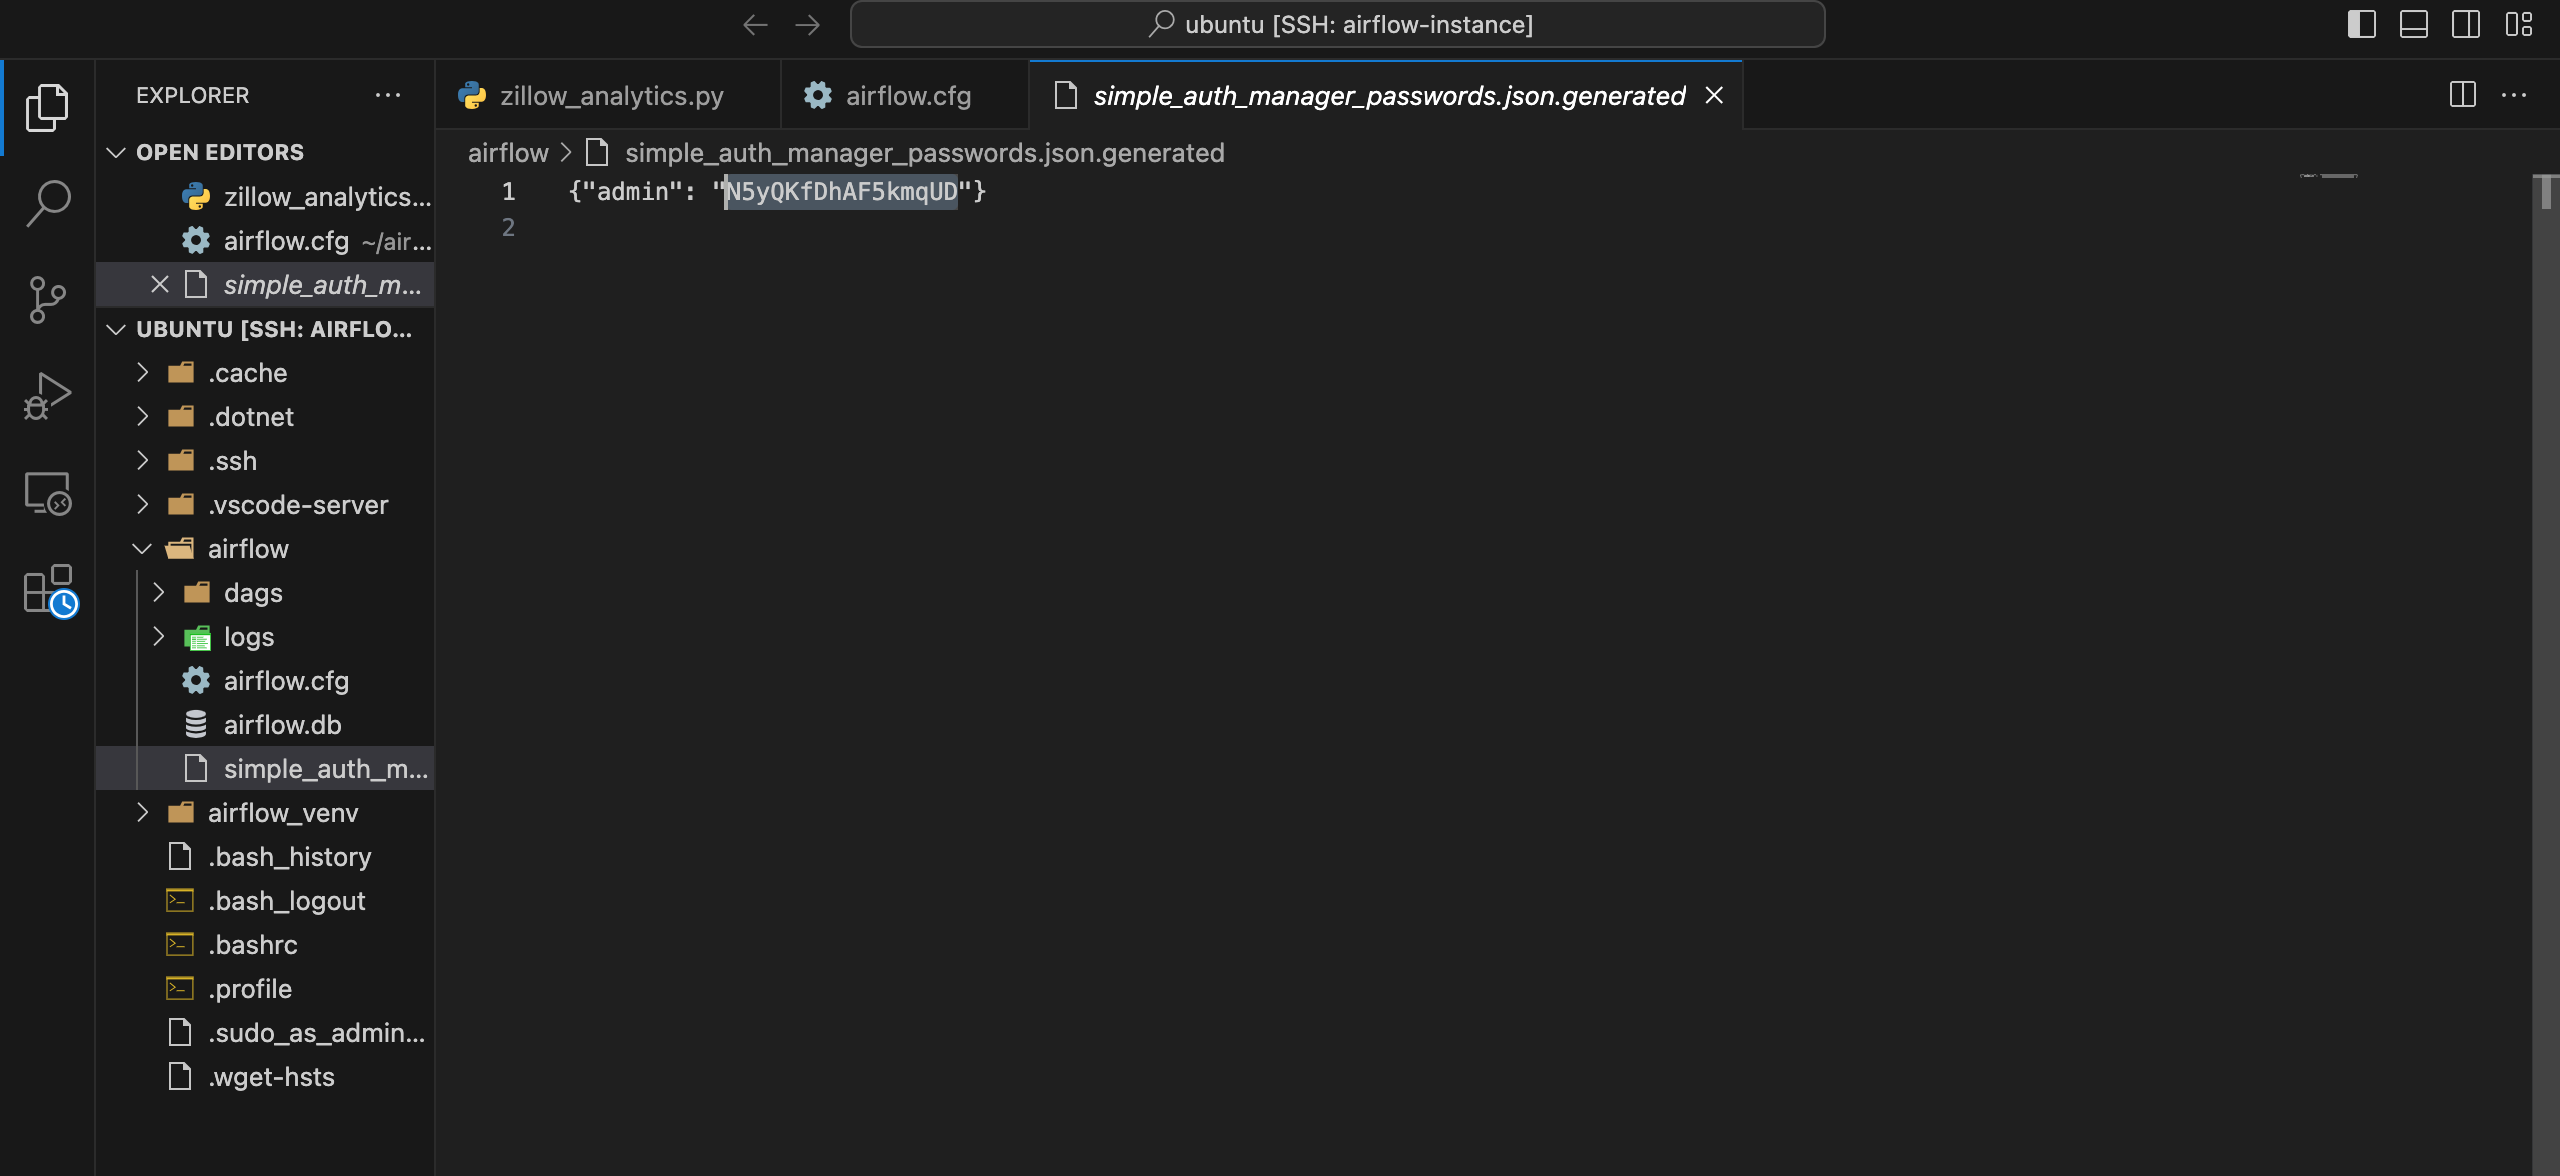 ubuntu [SSH: airflow-instance]
EXPLORER
zillow_analytics.py
airflow.cfg
simple_auth_manager_passwords.json.generated
OPEN EDITORS
zillow_analytics...
airflow.cfg ~/air...
simple_auth_m...
UBUNTU [SSH: AIRFLO...
.cache
.dotnet
.ssh
.vscode-server
airflow
dags
logs
airflow.cfg
airflow.db
simple_auth_m...
airflow_venv
.bash_history
.bash_logout
.bashrc
.profile
.sudo_as_admin...
.wget-hsts
airflow > simple_auth_manager_passwords.json.generated
1 {"admin": "N5yQKfDhAF5kmqUD"}
2